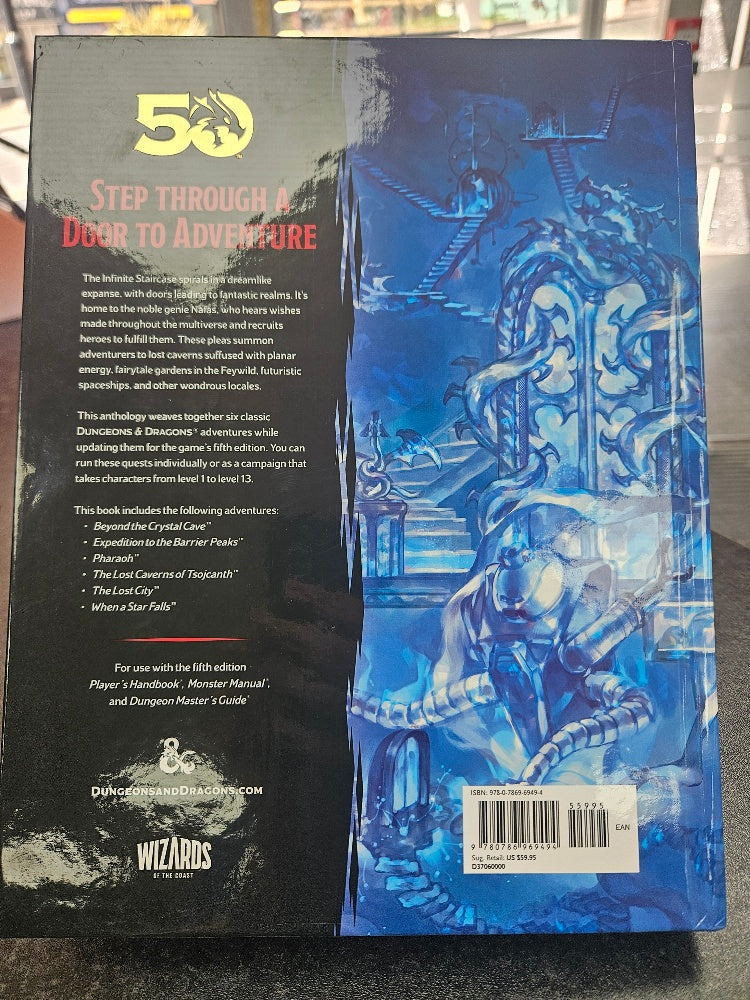 50
STEP THROUGH A
DOOR TO ADVENTURE
The Infinite Staircase spirals in a dreamlike
expanse, with doors leading to fantastic realms. It's
home to the noble genie Nafas, who hears wishes
made throughout the multiverse and recruits
heroes to fulfill them. These pleas summon
adventurers to lost caverns suffused with planar
energy, fairytale gardens in the Feywild, futuristic
spaceships, and other wondrous locales.
This anthology weaves together six classic
DUNGEONS & DRAGONS® adventures while
updating them for the game's fifth edition. You can
run these quests individually or as a campaign that
takes characters from level 1 to level 13.
This book includes the following adventures:
• Beyond the Crystal Cave™
• Expedition to the Barrier Peaks™
• Pharaoh™
• The Lost Caverns of Tsojcanth™
• The Lost City™
• When a Star Falls™
For use with the fifth edition
Player's Handbook®, Monster Manual®,
and Dungeon Master's Guide®
&
DUNGEONSANDDRAGONS.COM
WIZARDS
OF THE COAST
ISBN: 978-0-7869-6949-4
55995
EAN
9 780786 969494
Sug. Retail: US $59.95
D37060000